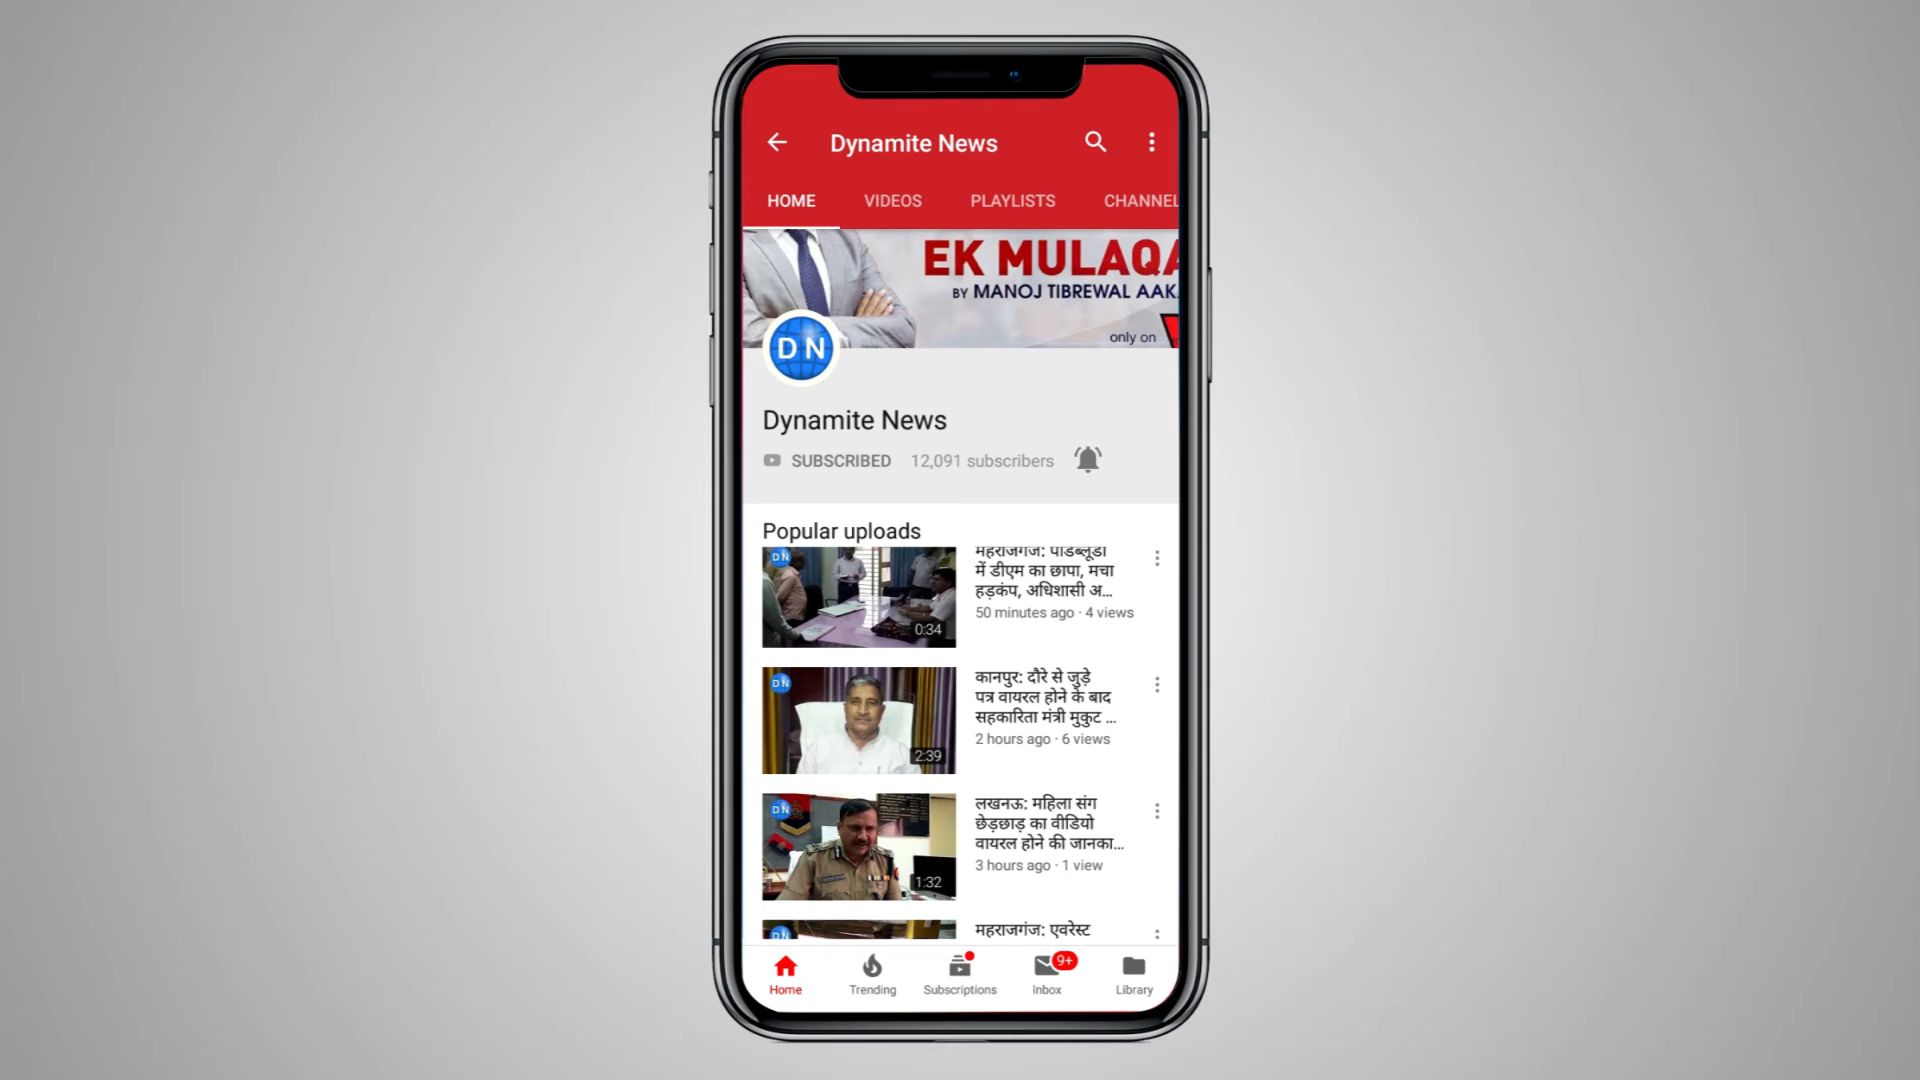 Dynamite News
HOME VIDEOS PLAYLISTS CHANNEL
EK MULAQA
BY MANOJ TIBREWAL AAK
only on
DN
Dynamite News
SUBSCRIBED 12,091 subscribers
Popular uploads
DN
महराजगंज: पीडब्लूडी
में डीएम का छापा, मचा
हड़कंप, अधिशासी अ...
50 minutes ago · 4 views
0:34
DN
कानपुर: दौरे से जुड़े
पत्र वायरल होने के बाद
सहकारिता मंत्री मुकुट ...
2 hours ago · 6 views
2:39
DN
लखनऊ: महिला संग
छेड़छाड़ का वीडियो
वायरल होने की जानका...
3 hours ago · 1 view
1:32
DN
महराजगंज: एवरेस्ट
9+
Home Trending Subscriptions Inbox Library